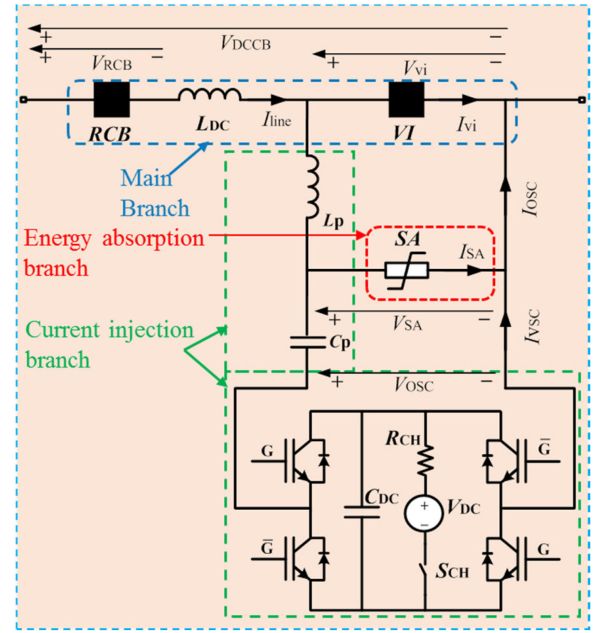 + −
V_DCCB
+ − + −
V_RCB V_vi
RCB L_DC I_line VI I_vi
Main
Branch
L_P
I_OSC
Energy absorption
branch
SA
I_SA
+ −
V_SA
I_VSC
Current injection
branch
C_P
+ −
V_OSC
R_CH
G G̅
C_DC
+
−
V_DC
G̅ G
S_CH